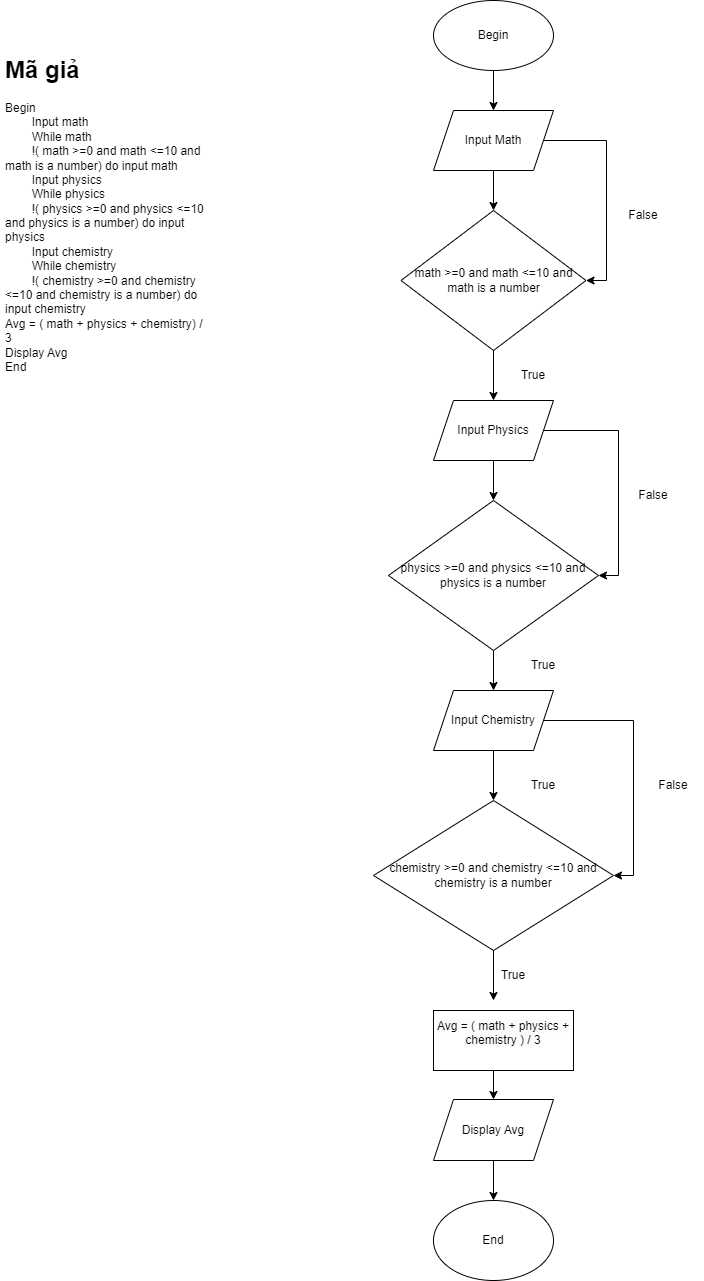 Mã giả
Begin
Input math
While math
!( math >=0 and math <=10 and
math is a number) do input math
Input physics
While physics
!( physics >=0 and physics <=10
and physics is a number) do input
physics
Input chemistry
While chemistry
!( chemistry >=0 and chemistry
<=10 and chemistry is a number) do
input chemistry
Avg = ( math + physics + chemistry) /
3
Display Avg
End
Begin
Input Math
False
math >=0 and math <=10 and
math is a number
True
Input Physics
False
physics >=0 and physics <=10 and
physics is a number
True
Input Chemistry
True
False
chemistry >=0 and chemistry <=10 and
chemistry is a number
True
Avg = ( math + physics +
chemistry ) / 3
Display Avg
End